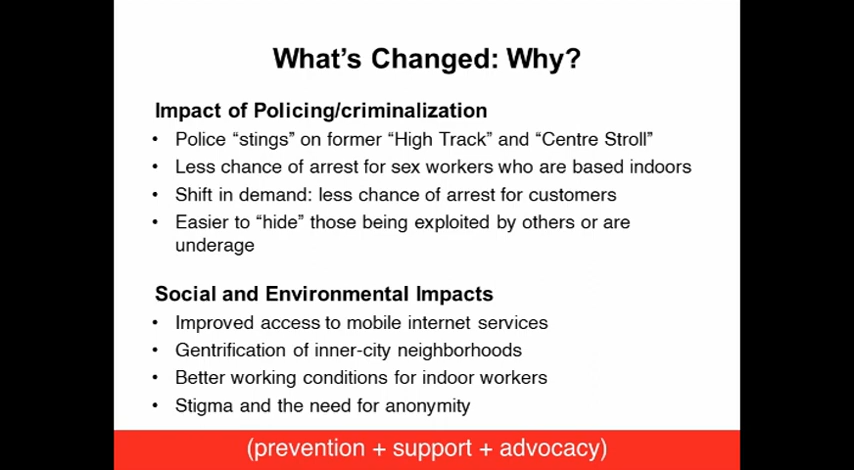 What's Changed: Why?
Impact of Policing/criminalization
• Police “stings” on former “High Track” and “Centre Stroll”
• Less chance of arrest for sex workers who are based indoors
• Shift in demand: less chance of arrest for customers
• Easier to “hide” those being exploited by others or are
underage
Social and Environmental Impacts
• Improved access to mobile internet services
• Gentrification of inner-city neighborhoods
• Better working conditions for indoor workers
• Stigma and the need for anonymity
(prevention + support + advocacy)